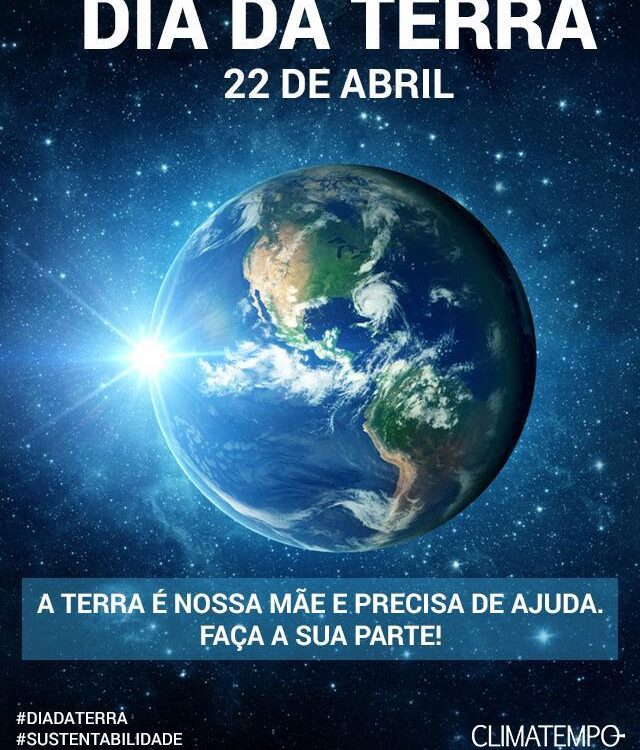 DIA DA TERRA
22 DE ABRIL
A TERRA É NOSSA MÃE E PRECISA DE AJUDA.
FAÇA A SUA PARTE!
#DIADATERRA
#SUSTENTABILIDADE
CLIMATEMPO